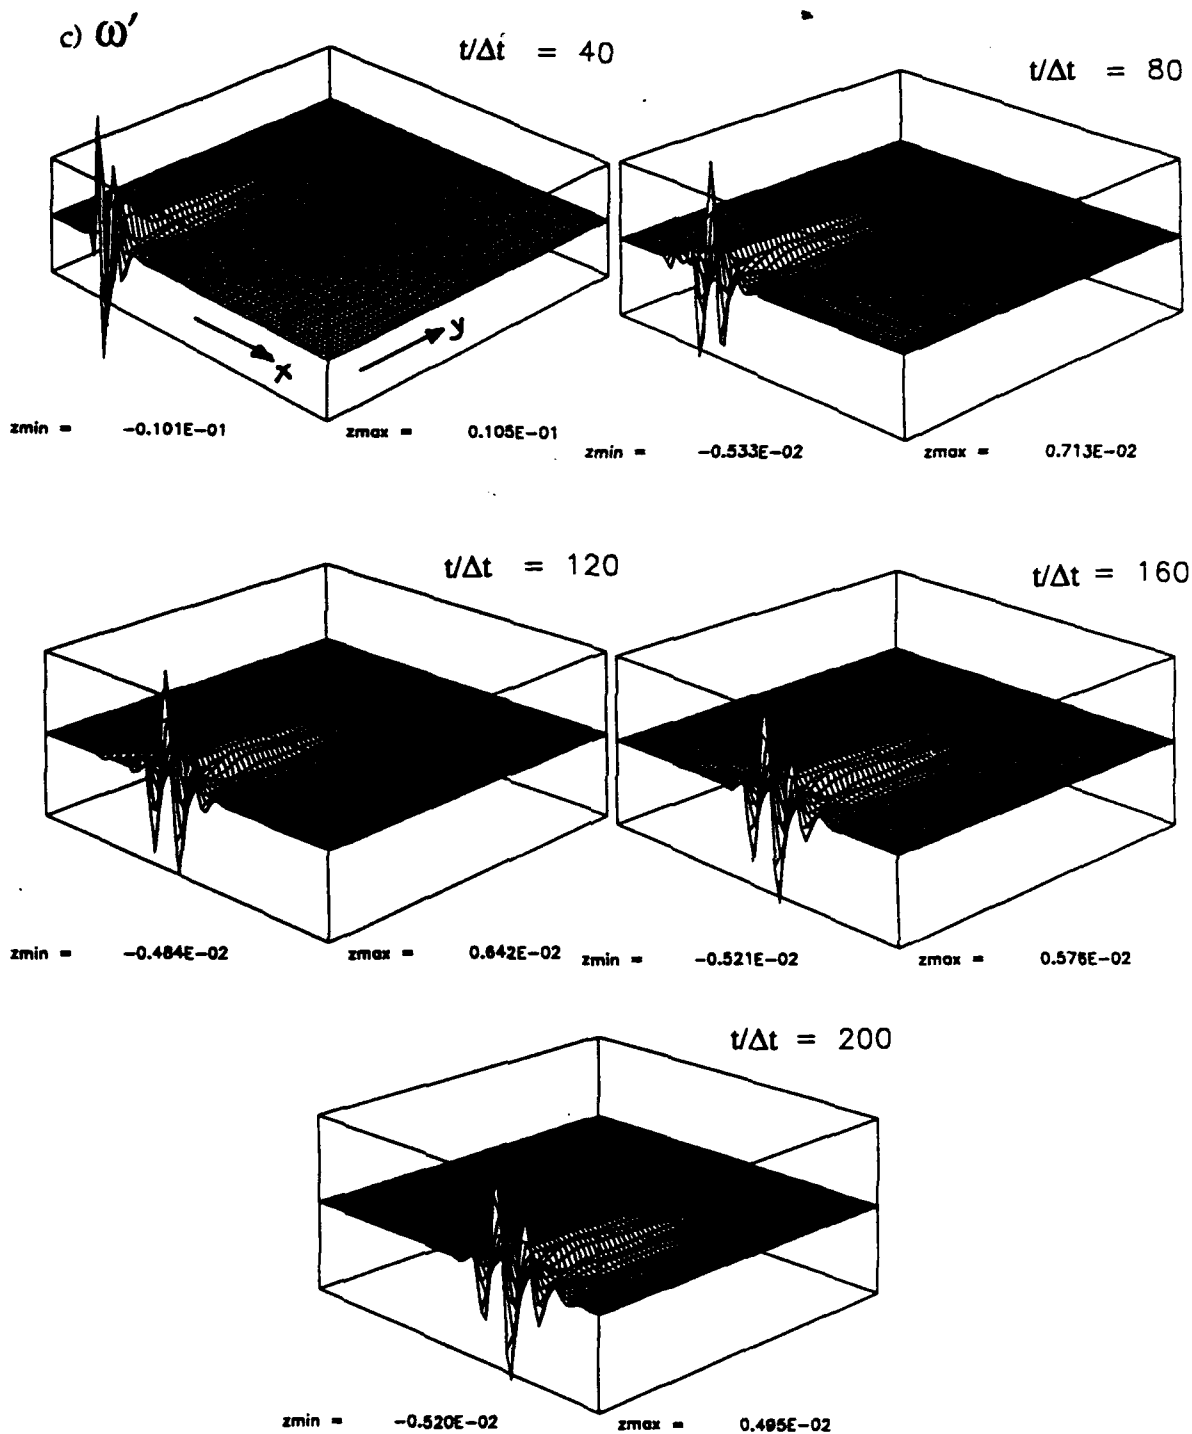 c) ω′
t/Δt = 40
t/Δt = 80
x
y
zmin = −0.101E−01 zmax = 0.105E−01
zmin = −0.533E−02 zmax = 0.713E−02
t/Δt = 120
t/Δt = 160
zmin = −0.484E−02 zmax = 0.642E−02
zmin = −0.521E−02 zmax = 0.576E−02
t/Δt = 200
zmin = −0.520E−02 zmax = 0.495E−02